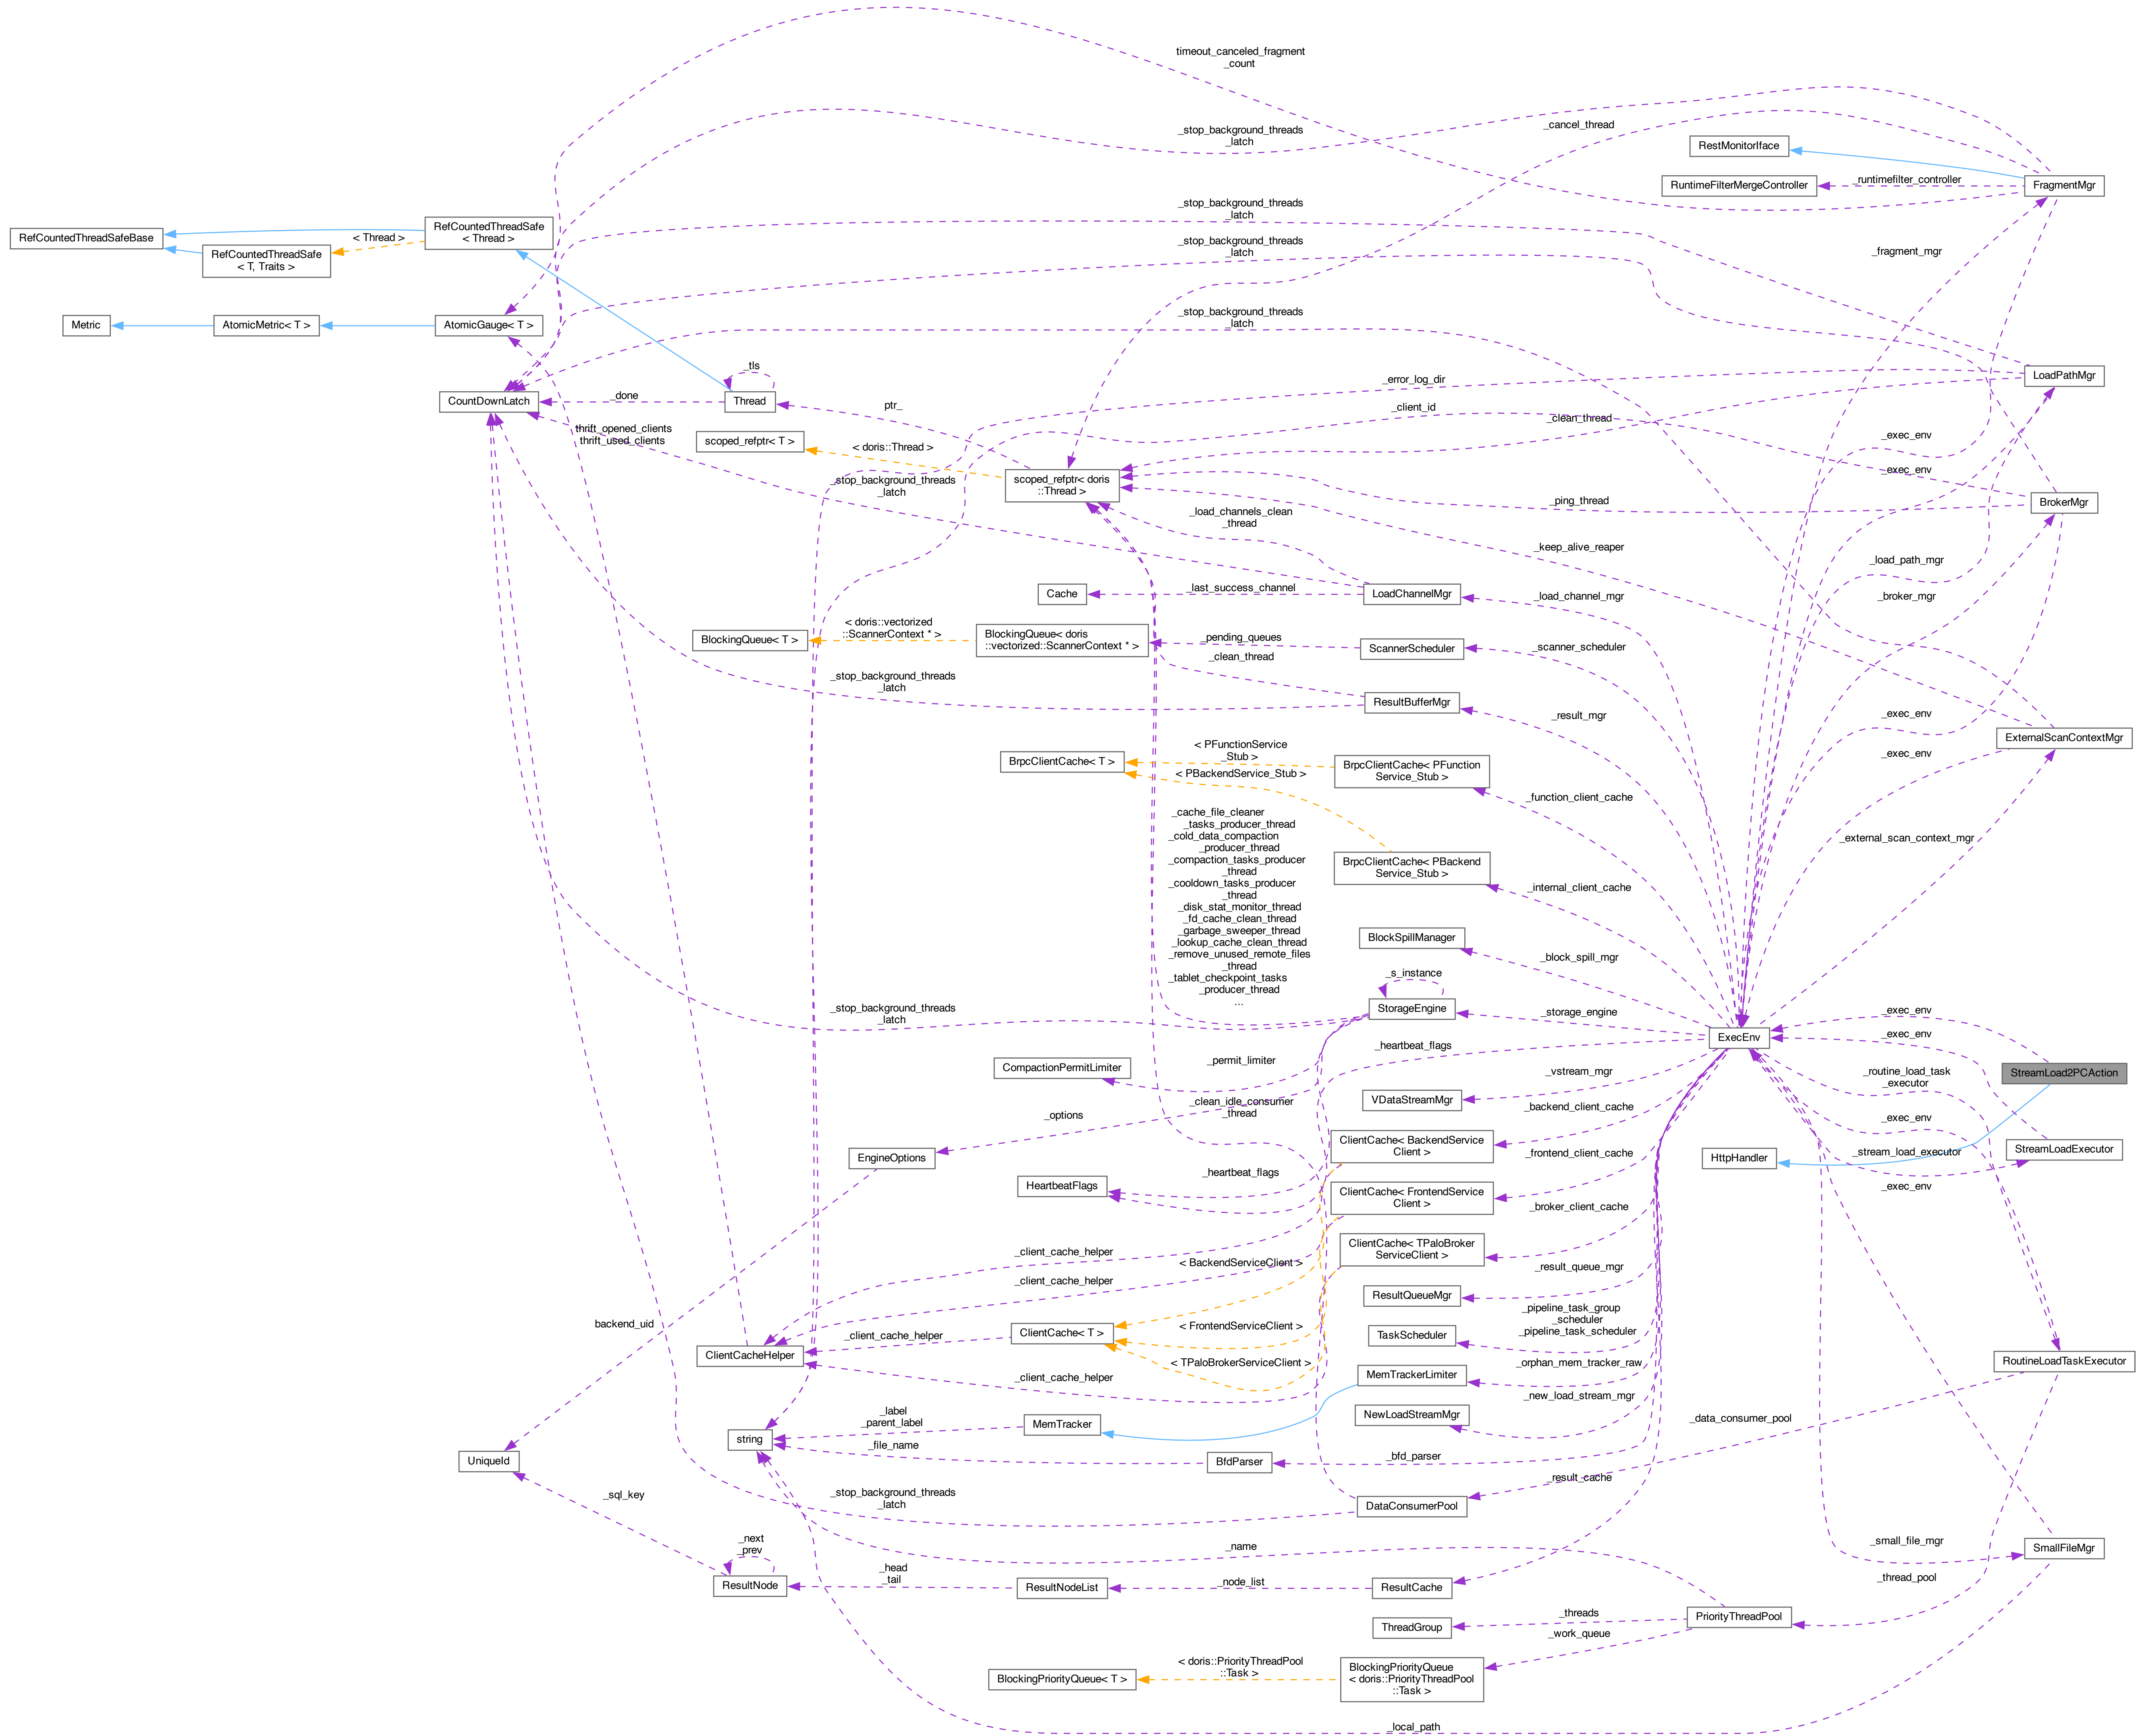 timeout_canceled_fragment
_count
_stop_background_threads
_latch
_cancel_thread
RestMonitorIface
RuntimeFilterMergeController
_runtimefilter_controller
FragmentMgr
_stop_background_threads
_latch
RefCountedThreadSafe
< Thread >
RefCountedThreadSafeBase
< Thread >
RefCountedThreadSafe
< T, Traits >
_stop_background_threads
_latch
_fragment_mgr
Metric
AtomicMetric< T >
AtomicGauge< T >
_stop_background_threads
_latch
_tls
_error_log_dir
LoadPathMgr
CountDownLatch
_done
Thread
ptr_
_client_id
_clean_thread
thrift_opened_clients
thrift_used_clients
scoped_refptr< T >
< doris::Thread >
_exec_env
_stop_background_threads
_latch
scoped_refptr< doris
::Thread >
_exec_env
_ping_thread
BrokerMgr
_load_channels_clean
_thread
_keep_alive_reaper
_load_path_mgr
Cache
_last_success_channel
LoadChannelMgr
_load_channel_mgr
_broker_mgr
BlockingQueue< T >
< doris::vectorized
::ScannerContext * >
BlockingQueue< doris
::vectorized::ScannerContext * >
_pending_queues
ScannerScheduler
_scanner_scheduler
_clean_thread
_stop_background_threads
_latch
ResultBufferMgr
_result_mgr
_exec_env
ExternalScanContextMgr
BrpcClientCache< T >
< PFunctionService
_Stub >
< PBackendService_Stub >
BrpcClientCache< PFunction
Service_Stub >
_exec_env
_function_client_cache
_cache_file_cleaner
_tasks_producer_thread
_cold_data_compaction
_producer_thread
_compaction_tasks_producer
_thread
_cooldown_tasks_producer
_thread
_disk_stat_monitor_thread
_fd_cache_clean_thread
_garbage_sweeper_thread
_lookup_cache_clean_thread
_remove_unused_remote_files
_thread
_tablet_checkpoint_tasks
_producer_thread
...
_external_scan_context_mgr
BrpcClientCache< PBackend
Service_Stub >
_internal_client_cache
BlockSpillManager
_block_spill_mgr
_s_instance
StorageEngine
_storage_engine
_stop_background_threads
_latch
ExecEnv
_exec_env
_exec_env
StreamLoad2PCAction
_heartbeat_flags
CompactionPermitLimiter
_permit_limiter
_vstream_mgr
_routine_load_task
_executor
VDataStreamMgr
_clean_idle_consumer
_thread
_options
_backend_client_cache
_exec_env
EngineOptions
ClientCache< BackendService
Client >
_frontend_client_cache
HttpHandler
_stream_load_executor
StreamLoadExecutor
HeartbeatFlags
_heartbeat_flags
ClientCache< FrontendService
Client >
_exec_env
_broker_client_cache
_client_cache_helper
< BackendServiceClient >
ClientCache< TPaloBroker
ServiceClient >
_client_cache_helper
_result_queue_mgr
ResultQueueMgr
backend_uid
< FrontendServiceClient >
_pipeline_task_group
_scheduler
_pipeline_task_scheduler
TaskScheduler
ClientCacheHelper
_client_cache_helper
ClientCache< T >
< TPaloBrokerServiceClient >
_orphan_mem_tracker_raw
RoutineLoadTaskExecutor
_client_cache_helper
MemTrackerLimiter
_new_load_stream_mgr
NewLoadStreamMgr
_label
_parent_label
MemTracker
_data_consumer_pool
string
_file_name
BfdParser
_bfd_parser
UniqueId
_result_cache
_sql_key
_stop_background_threads
_latch
DataConsumerPool
_next
_prev
_name
_small_file_mgr
SmallFileMgr
ResultNode
_head
_tail
ResultNodeList
_node_list
ResultCache
_thread_pool
ThreadGroup
_threads
PriorityThreadPool
_work_queue
BlockingPriorityQueue< T >
< doris::PriorityThreadPool
::Task >
BlockingPriorityQueue
< doris::PriorityThreadPool
::Task >
_local_path